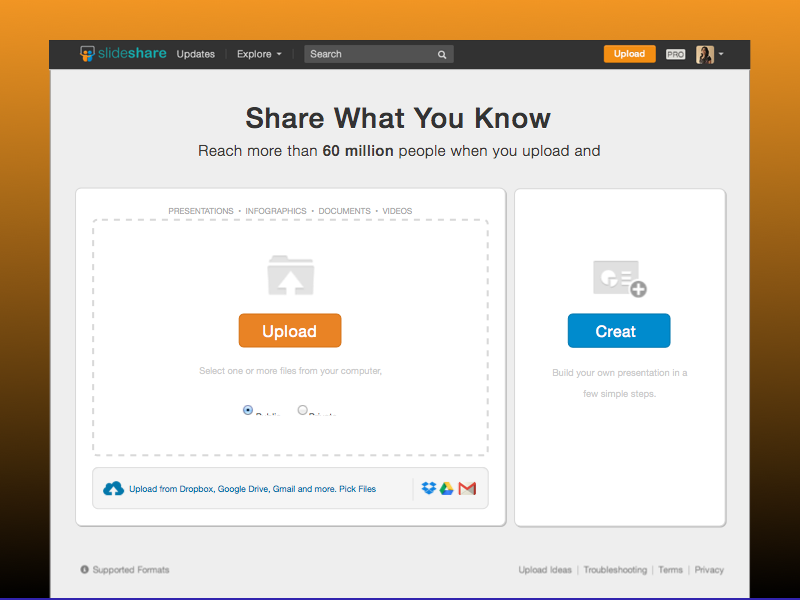 slideshare Updates Explore Search Upload PRO
Share What You Know
Reach more than 60 million people when you upload and
PRESENTATIONS • INFOGRAPHICS • DOCUMENTS • VIDEOS
Upload
Select one or more files from your computer,
Upload from Dropbox, Google Drive, Gmail and more. Pick Files
Creat
Build your own presentation in a
few simple steps.
Supported Formats
Upload Ideas | Troubleshooting | Terms | Privacy